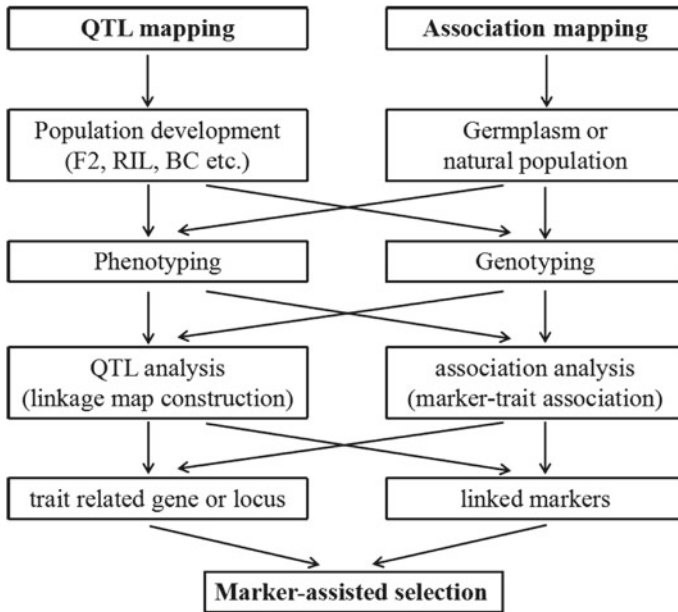 QTL mapping
Association mapping
Population development
(F2, RIL, BC etc.)
Germplasm or
natural population
Phenotyping
Genotyping
QTL analysis
(linkage map construction)
association analysis
(marker-trait association)
trait related gene or locus
linked markers
Marker-assisted selection